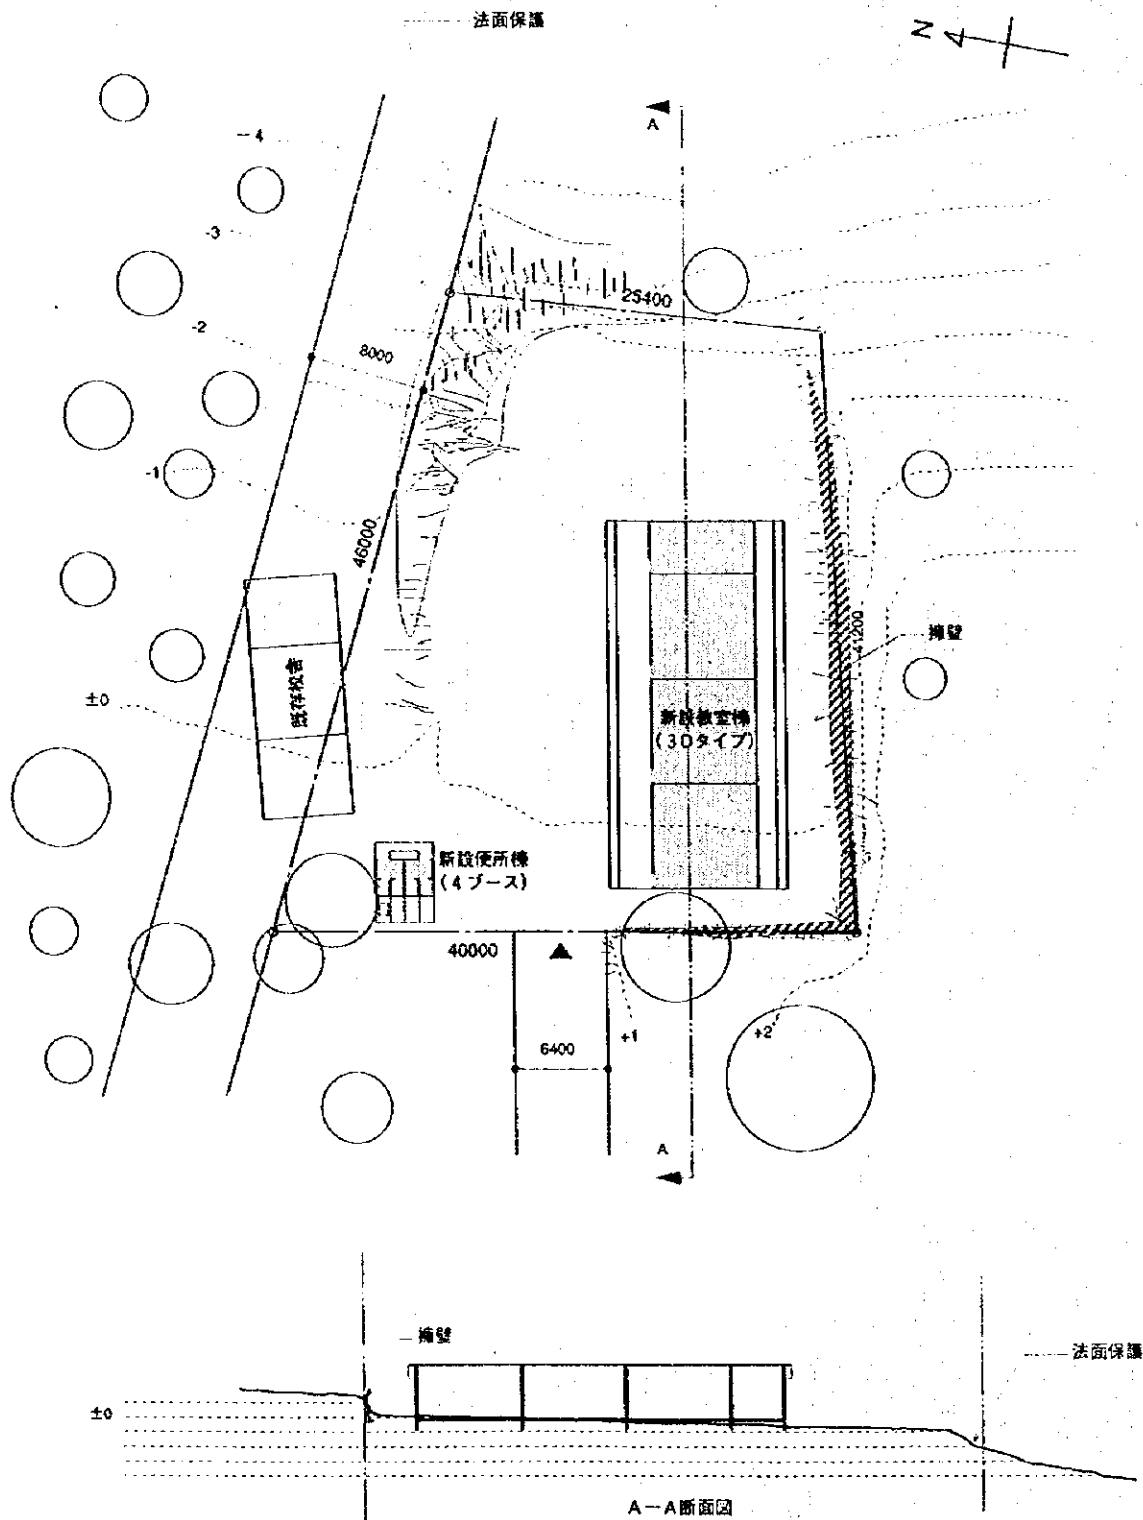 法面保護
N
A
-4
-3
25400
-2
8000
-1
46000
41200
擁壁
既存校舎
±0
新設教室棟
(3Dタイプ)
新設便所棟
(4ブース)
40000
+1
+2
6400
A
擁壁
法面保護
±0
A-A断面図